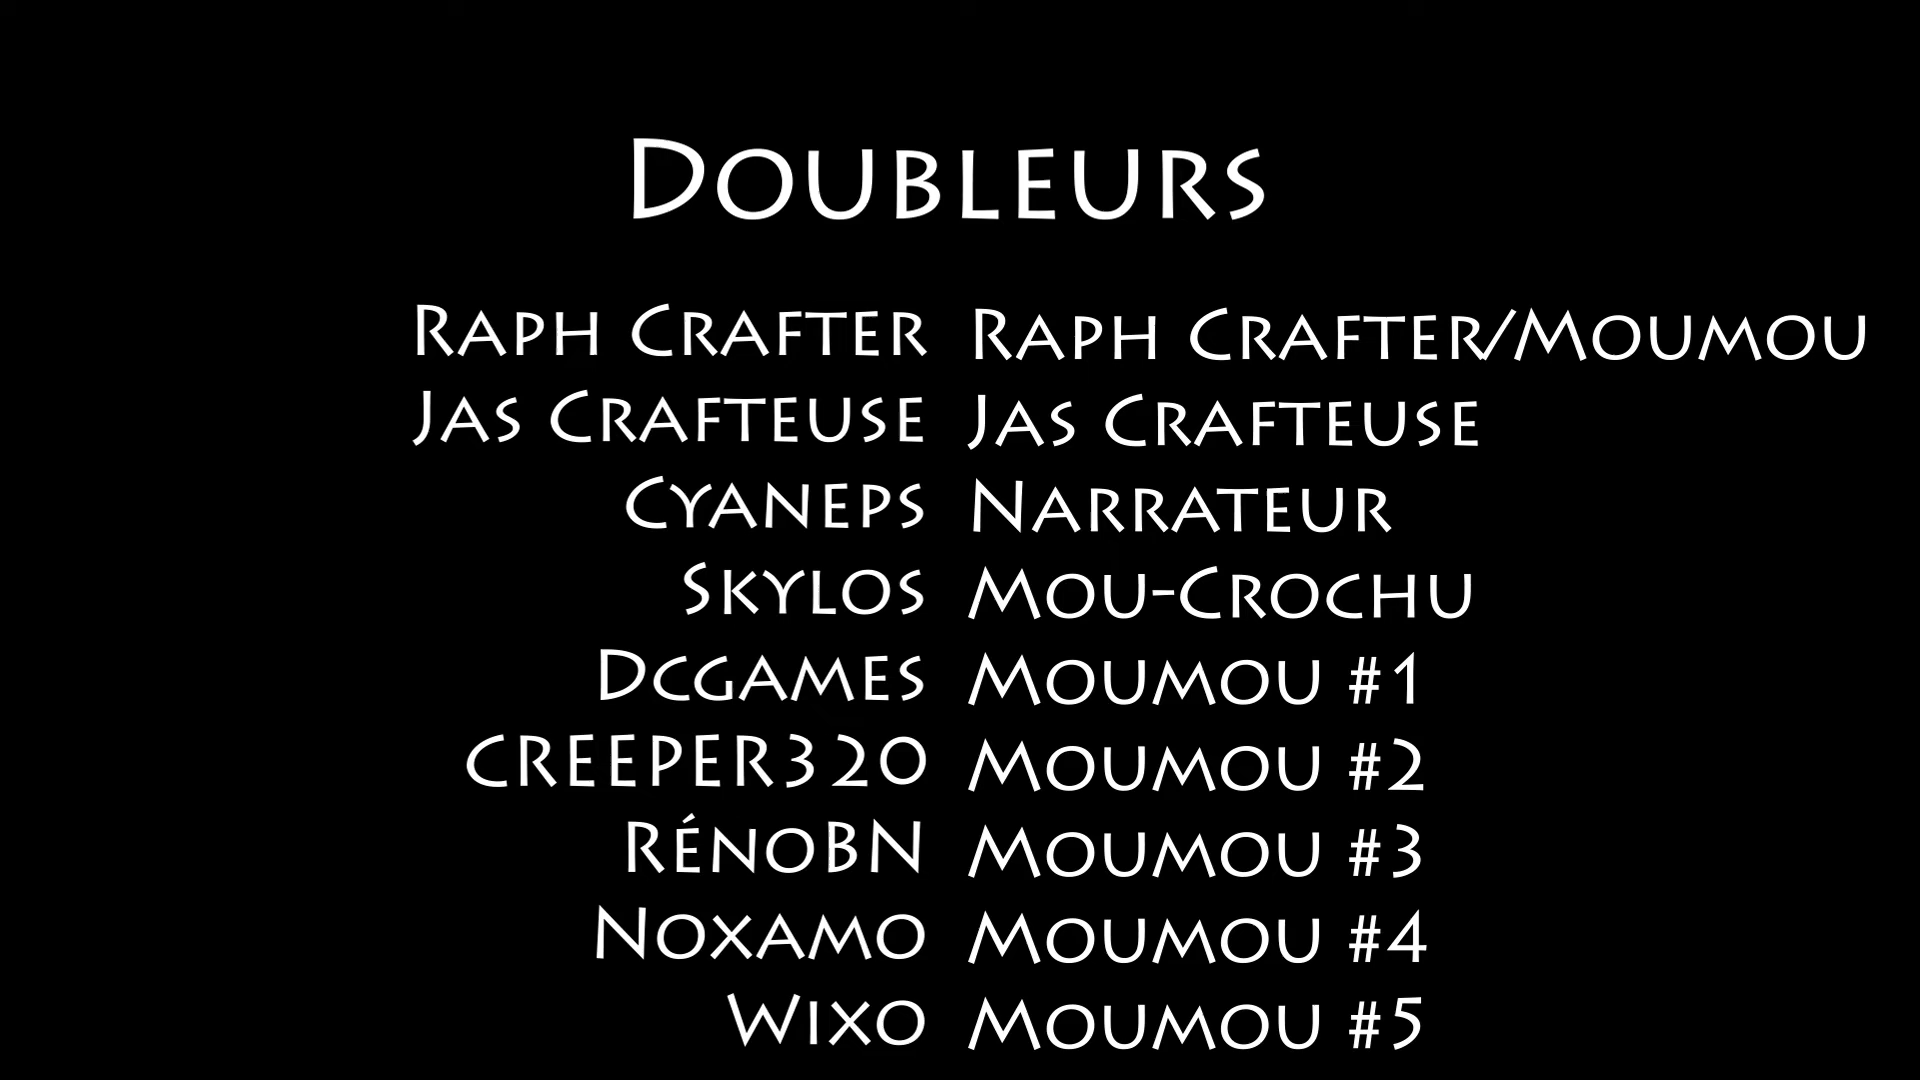 Doubleurs
Raph Crafter Raph Crafter/Moumou
Jas Crafteuse Jas Crafteuse
Cyaneps Narrateur
Skylos Mou-Crochu
Dcgames Moumou #1
CREEPER320 Moumou #2
RénoBN Moumou #3
Noxamo Moumou #4
Wixo Moumou #5